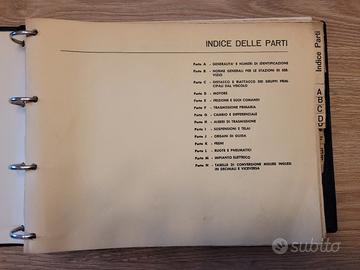 INDICE DELLE PARTI
Parte A - GENERALITA' E NUMERI DI IDENTIFICAZIONE
Parte B - NORME GENERALI PER LE STAZIONI DI SER-
VIZIO
Parte C - DISTACCO E RIATTACCO DEI GRUPPI PRIN-
CIPALI DAL VEICOLO
Parte D - MOTORE
Parte E - FRIZIONE E SUOI COMANDI
Parte F - TRASMISSIONE PRIMARIA
Parte G - CAMBIO E DIFFERENZIALE
Parte H - ALBERI DI TRASMISSIONE
Parte I - SOSPENSIONI E TELAI
Parte J - ORGANI DI GUIDA
Parte K - FRENI
Parte L - RUOTE E PNEUMATICI
Parte M - IMPIANTO ELETTRICO
Parte N - TABELLE DI CONVERSIONE MISURE INGLESI
IN DECIMALI E VICEVERSA
Indice Parti
A
B
C
D
subito